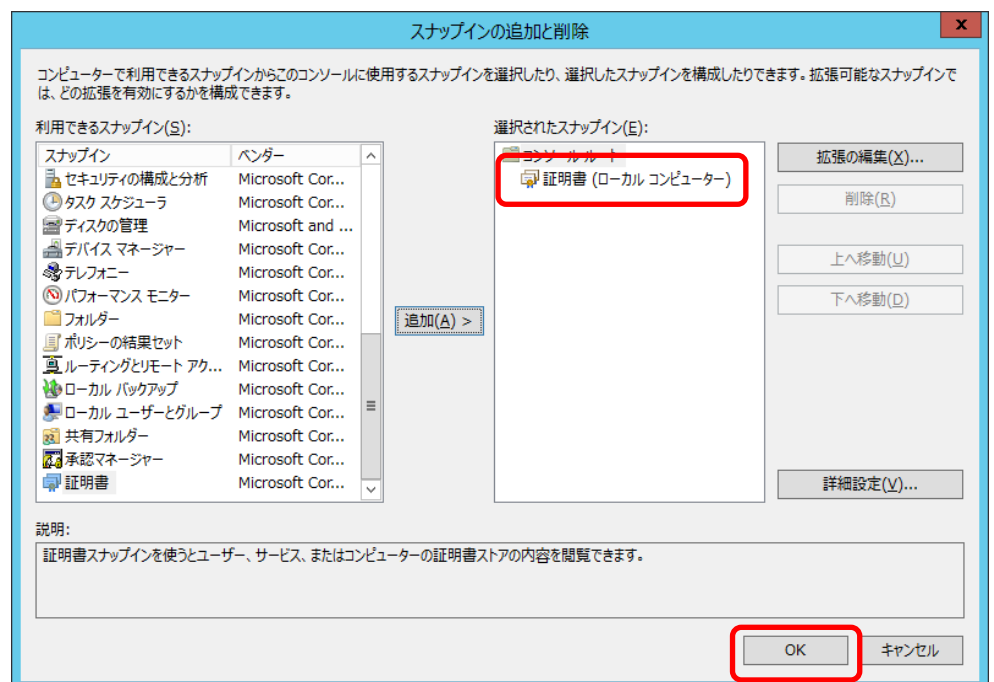 スナップインの追加と削除
x
コンピューターで利用できるスナップインからこのコンソールに使用するスナップインを選択したり、選択したスナップインを構成したりできます。拡張可能なスナップインで
は、どの拡張を有効にするかを構成できます。
利用できるスナップイン(S):
スナップイン ベンダー
セキュリティの構成と分析 Microsoft Cor...
タスク スケジューラ Microsoft Cor...
ディスクの管理 Microsoft and ...
デバイス マネージャー Microsoft Cor...
テレフォニー Microsoft Cor...
パフォーマンス モニター Microsoft Cor...
フォルダー Microsoft Cor...
ポリシーの結果セット Microsoft Cor...
ルーティングとリモート アク... Microsoft Cor...
ローカル バックアップ Microsoft Cor...
ローカル ユーザーとグループ Microsoft Cor...
共有フォルダー Microsoft Cor...
承認マネージャー Microsoft Cor...
証明書 Microsoft Cor...
追加(A) >
選択されたスナップイン(E):
コンソール ルート
証明書 (ローカル コンピューター)
拡張の編集(X)...
削除(R)
上へ移動(U)
下へ移動(D)
詳細設定(V)...
説明:
証明書スナップインを使うとユーザー、サービス、またはコンピューターの証明書ストアの内容を閲覧できます。
OK
キャンセル